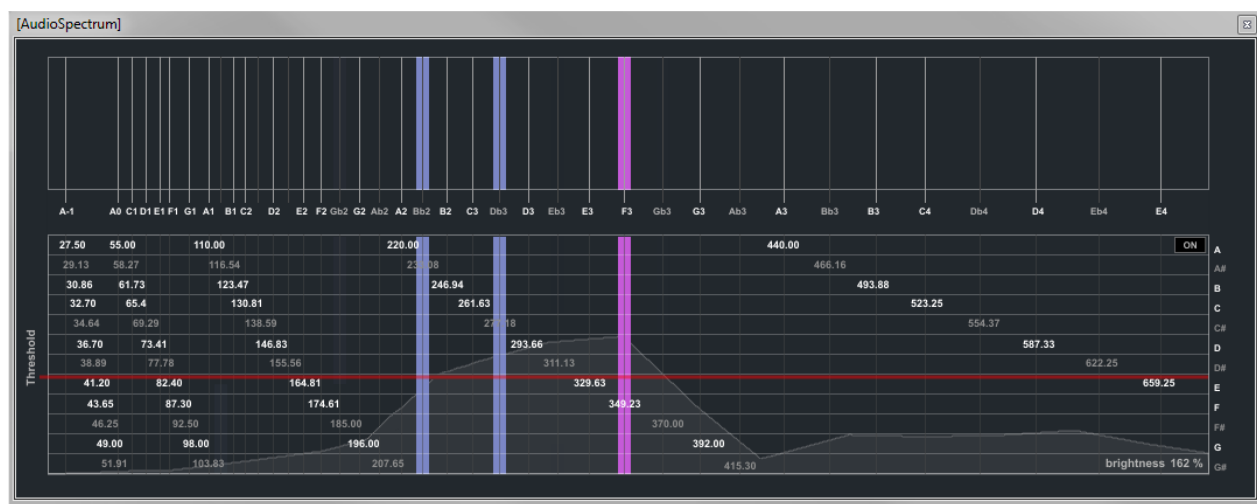 [AudioSpectrum]
A-1 A0 C1 D1 E1 F1 G1 A1 B1 C2 D2 E2 F2 Gb2 G2 Ab2 A2 Bb2 B2 C3 Db3 D3 Eb3 E3 F3 Gb3 G3 Ab3 A3 Bb3 B3 C4 Db4 D4 Eb4 E4
27.50 55.00 110.00 220.00 440.00 ON A
29.13 58.27 116.54 466.16 A#
30.86 61.73 123.47 246.94 493.88 B
32.70 65.4 130.81 261.63 523.25 C
34.64 69.29 138.59 554.37 C#
36.70 73.41 146.83 293.66 587.33 D
38.89 77.78 155.56 311.13 622.25 D#
41.20 82.40 164.81 329.63 659.25 E
43.65 87.30 174.61 349.23 F
46.25 92.50 185.00 370.00 F#
49.00 98.00 196.00 392.00 G
51.91 103.83 207.65 415.30 brightness 162 % G#
Threshold